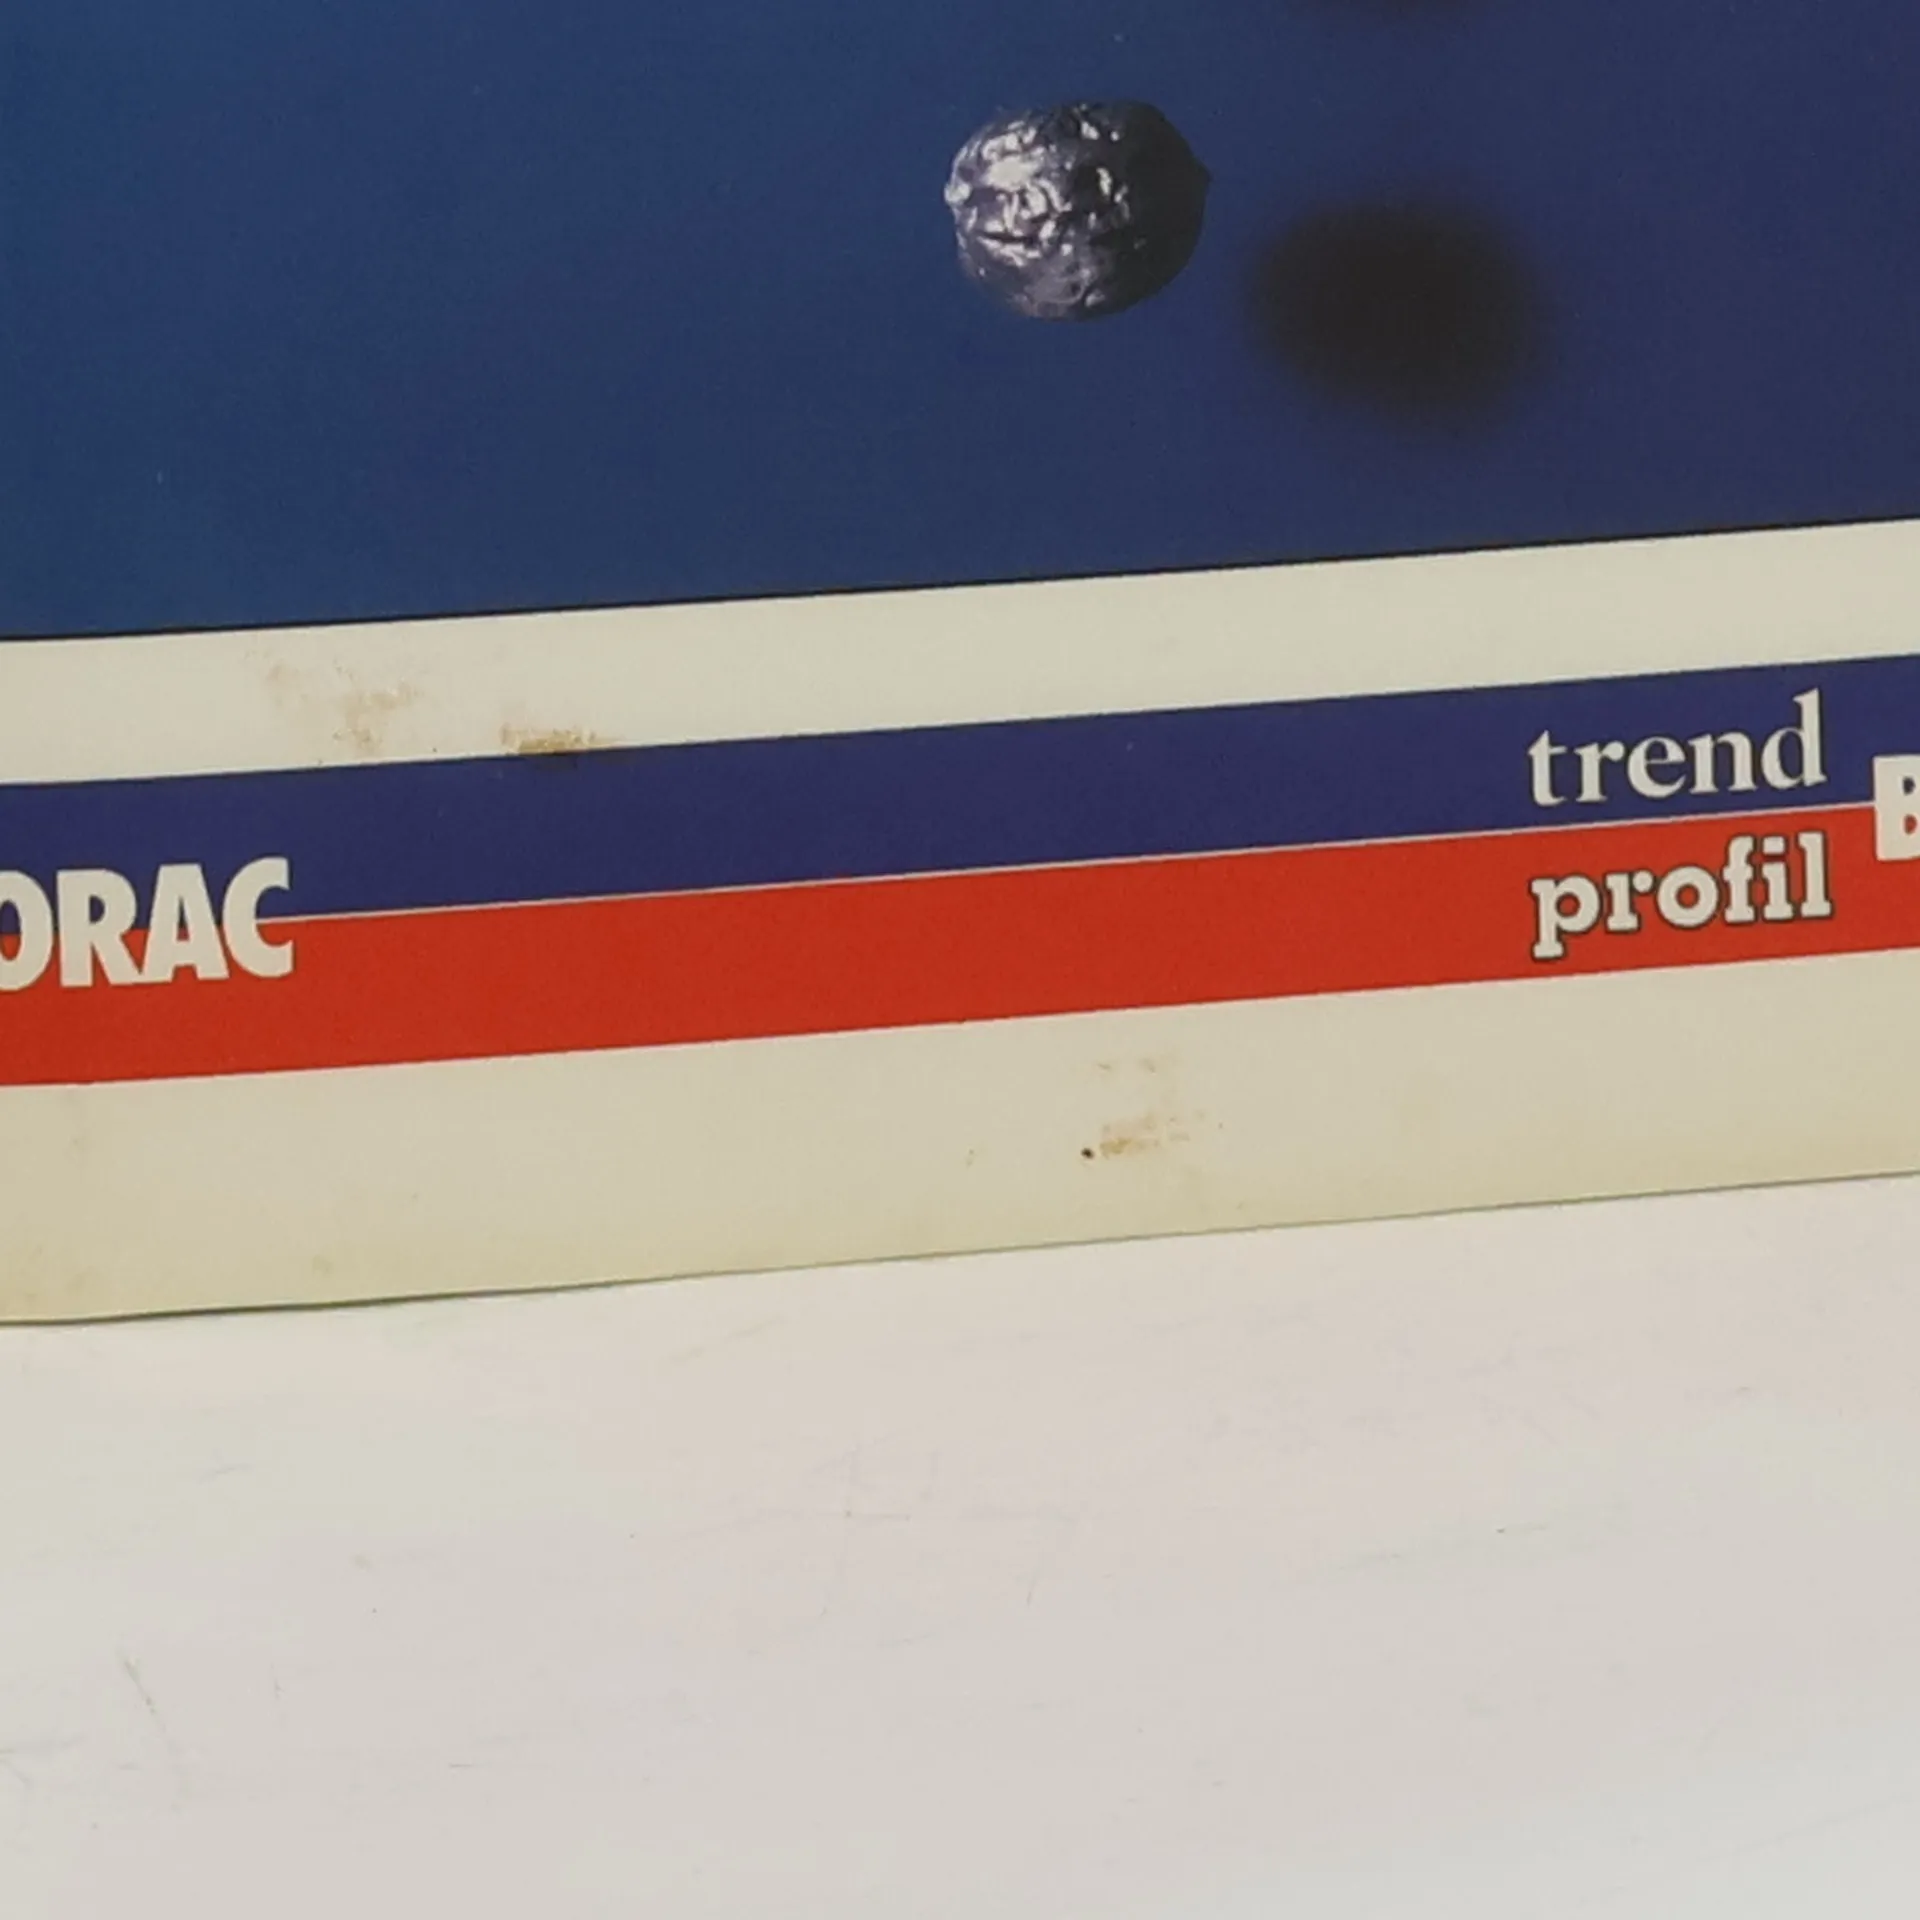 ORAC
trend
profil
B